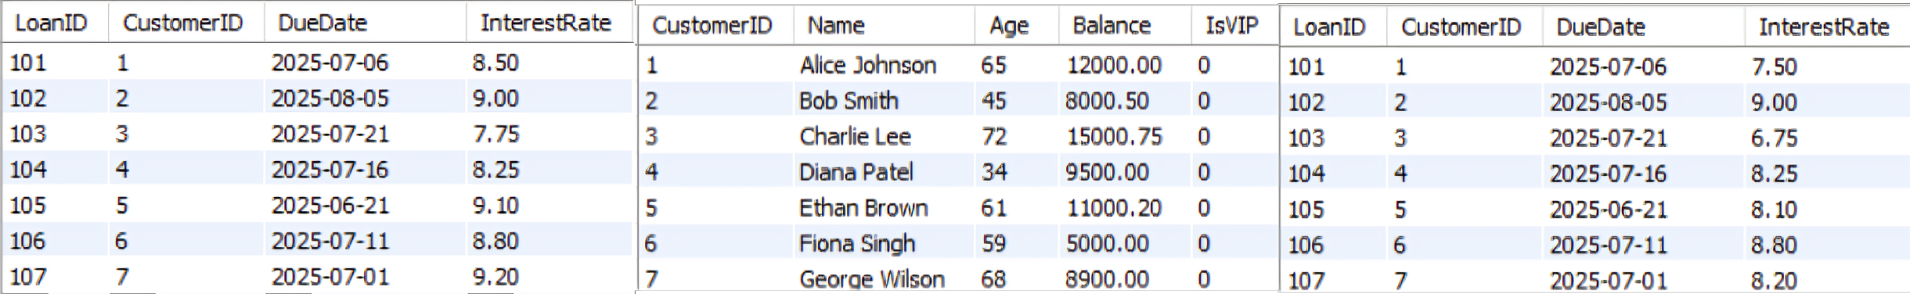 LoanID CustomerID DueDate InterestRate
101 1 2025-07-06 8.50
102 2 2025-08-05 9.00
103 3 2025-07-21 7.75
104 4 2025-07-16 8.25
105 5 2025-06-21 9.10
106 6 2025-07-11 8.80
107 7 2025-07-01 9.20
CustomerID Name Age Balance IsVIP
1 Alice Johnson 65 12000.00 0
2 Bob Smith 45 8000.50 0
3 Charlie Lee 72 15000.75 0
4 Diana Patel 34 9500.00 0
5 Ethan Brown 61 11000.20 0
6 Fiona Singh 59 5000.00 0
7 George Wilson 68 8900.00 0
LoanID CustomerID DueDate InterestRate
101 1 2025-07-06 7.50
102 2 2025-08-05 9.00
103 3 2025-07-21 6.75
104 4 2025-07-16 8.25
105 5 2025-06-21 8.10
106 6 2025-07-11 8.80
107 7 2025-07-01 8.20